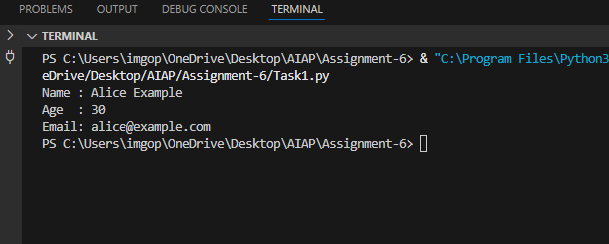 PROBLEMS OUTPUT DEBUG CONSOLE TERMINAL
TERMINAL
PS C:\Users\imgop\OneDrive\Desktop\AIAP\Assignment-6> & "C:\Program Files\Python3
eDrive/Desktop/AIAP/Assignment-6/Task1.py
Name : Alice Example
Age  : 30
Email: alice@example.com
PS C:\Users\imgop\OneDrive\Desktop\AIAP\Assignment-6>